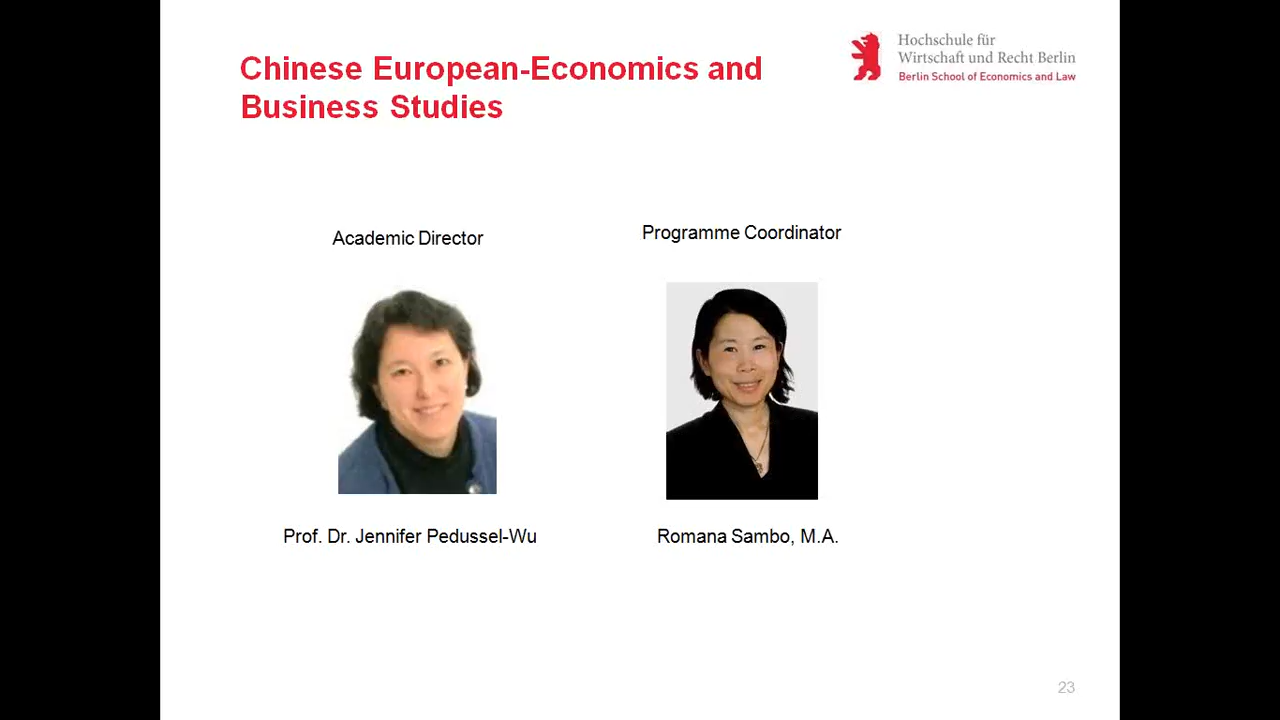 Chinese European-Economics and
Business Studies
Hochschule für
Wirtschaft und Recht Berlin
Berlin School of Economics and Law
Academic Director
Programme Coordinator
Prof. Dr. Jennifer Pedussel-Wu
Romana Sambo, M.A.
23